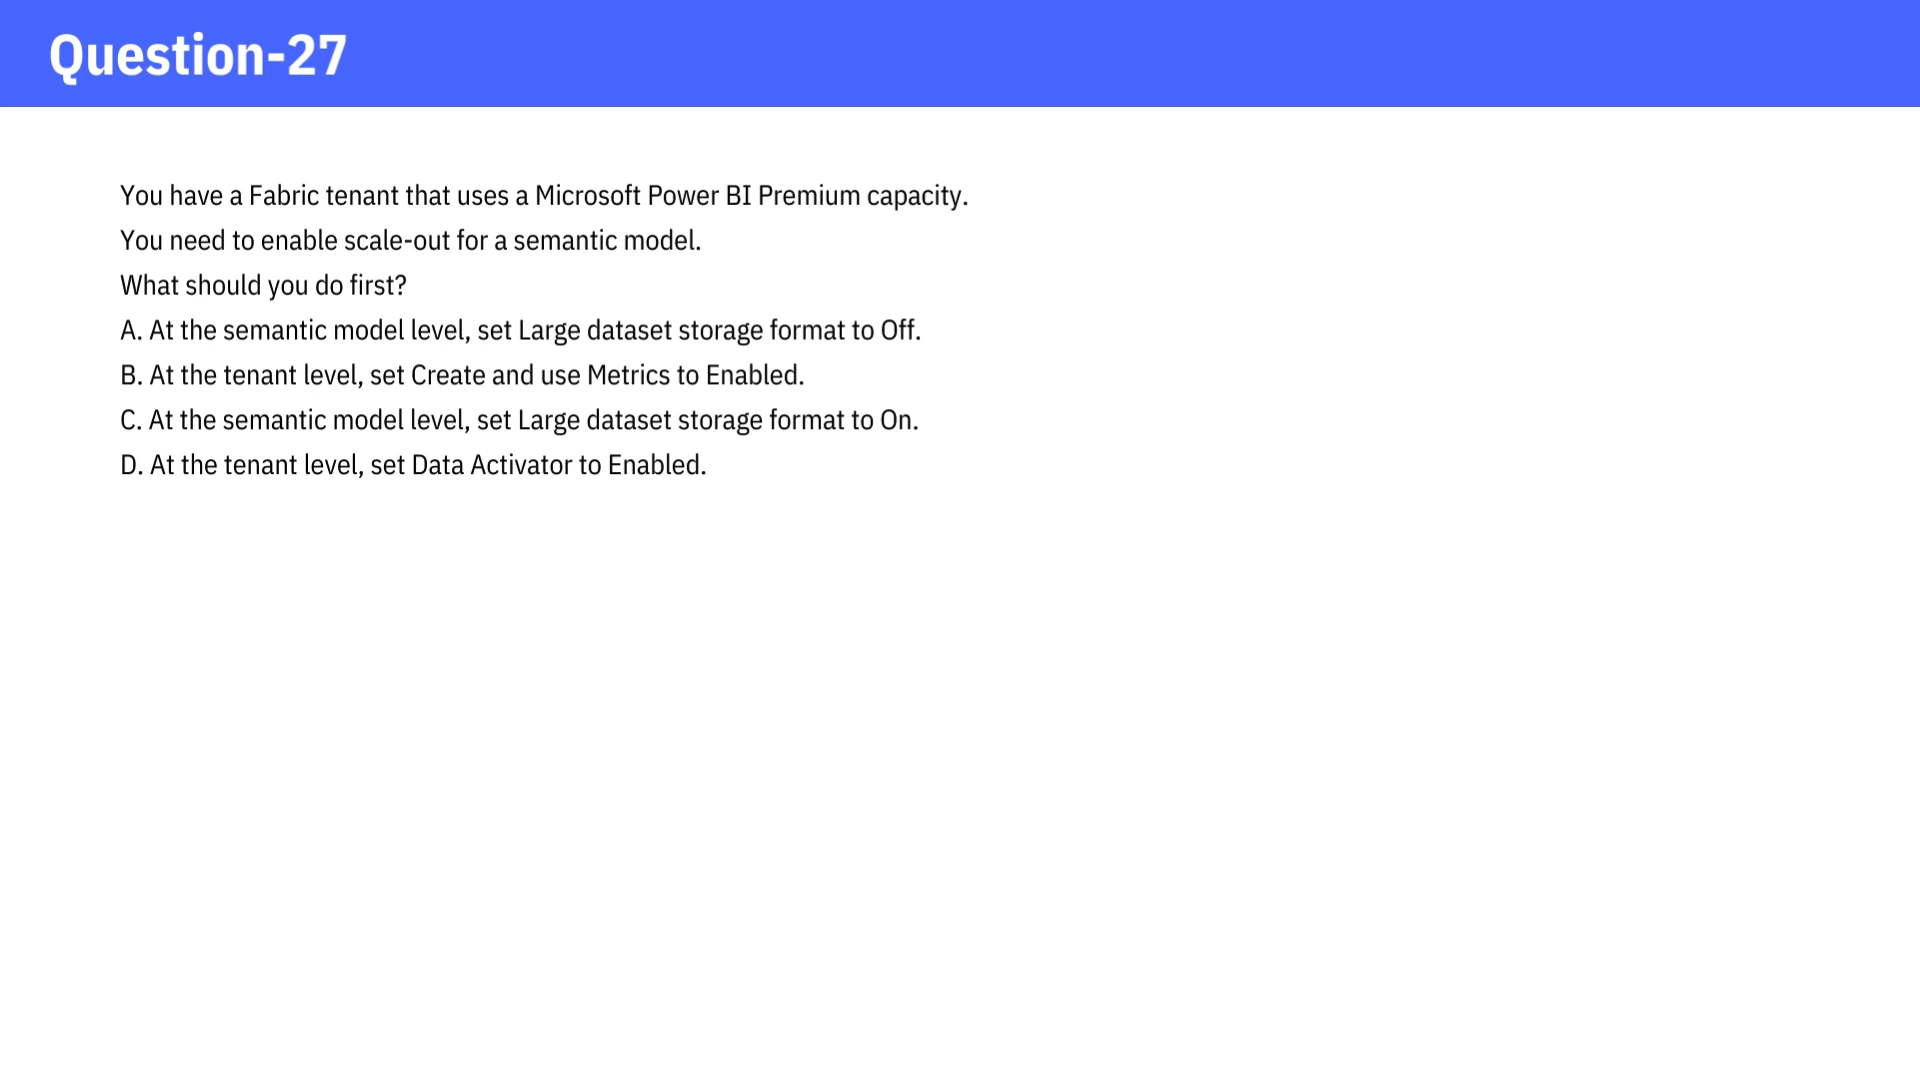 Question-27
You have a Fabric tenant that uses a Microsoft Power BI Premium capacity.
You need to enable scale-out for a semantic model.
What should you do first?
A. At the semantic model level, set Large dataset storage format to Off.
B. At the tenant level, set Create and use Metrics to Enabled.
C. At the semantic model level, set Large dataset storage format to On.
D. At the tenant level, set Data Activator to Enabled.